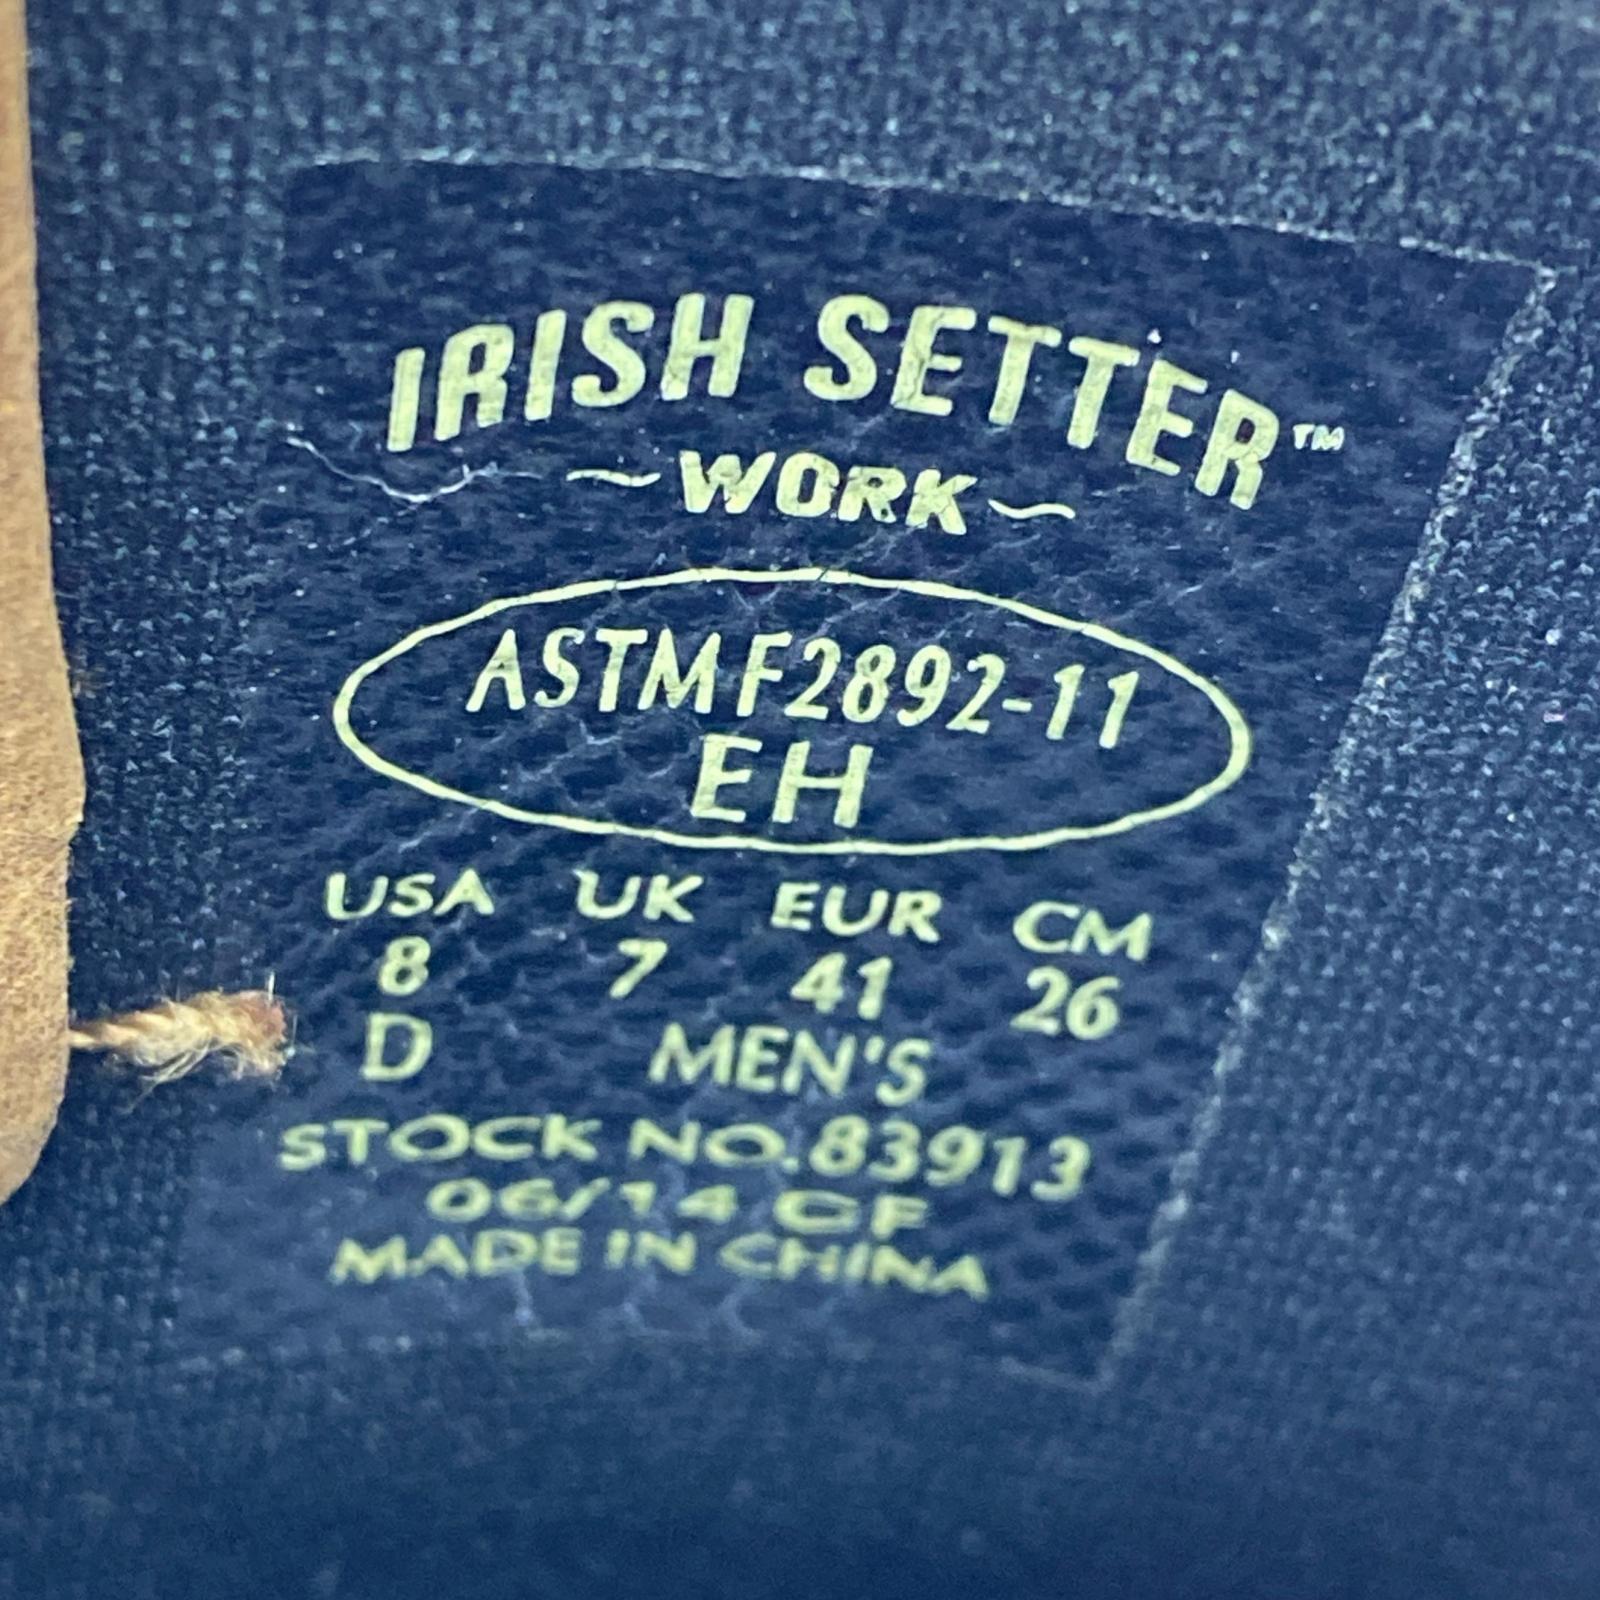 IRISH SETTER™
~WORK~
ASTM F2892-11
EH
USA UK EUR CM
8 7 41 26
D MEN'S
STOCK NO.83913
06/14 CF
MADE IN CHINA